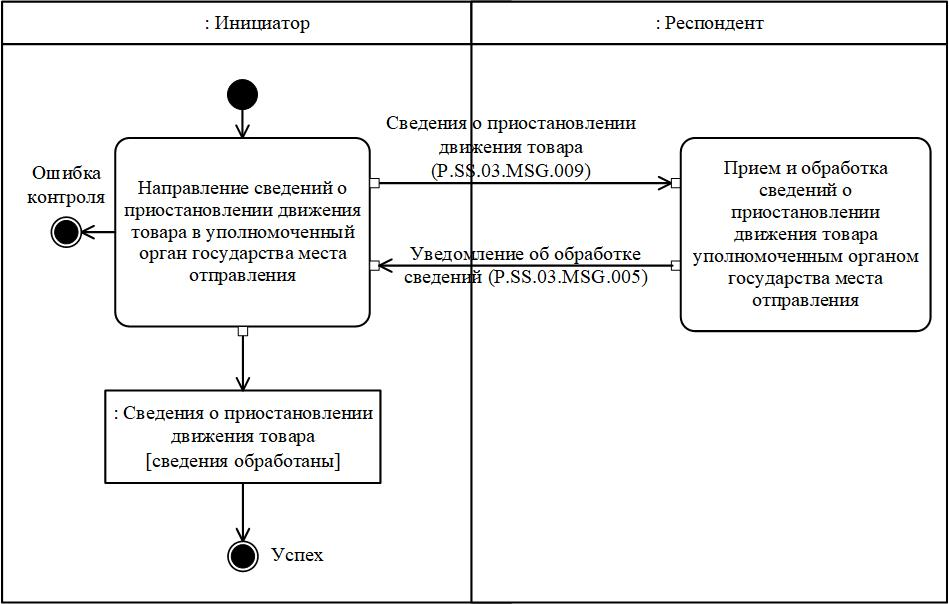 : Инициатор
: Респондент
Сведения о приостановлении
движения товара
(P.SS.03.MSG.009)
Ошибка
контроля
Направление сведений о
приостановлении движения
товара в уполномоченный
орган государства места
отправления
Прием и обработка
сведений о
приостановлении
движения товара
уполномоченным органом
государства места
отправления
Уведомление об обработке
сведений (P.SS.03.MSG.005)
: Сведения о приостановлении
движения товара
[сведения обработаны]
Успех